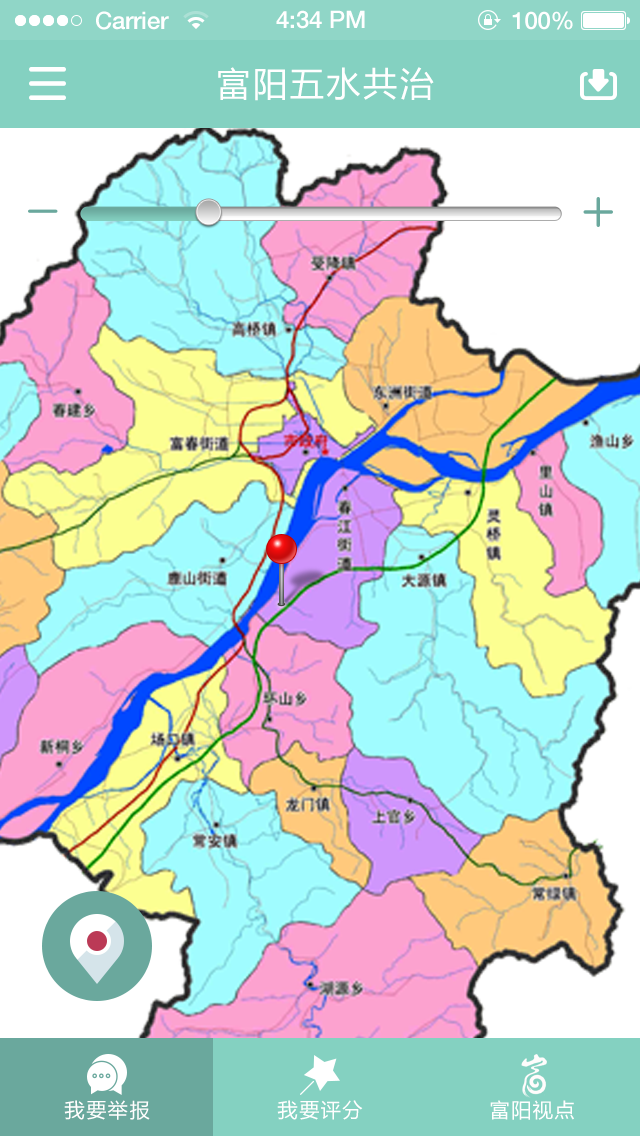 Carrier 4:34 PM 100%
富阳五水共治
受降镇
高桥镇
东洲街道
春建乡
富春街道
市政府
渔山乡
里山镇
春江街道
灵桥镇
鹿山街道
大源镇
环山乡
新桐乡
场口镇
龙门镇
上官乡
常安镇
常绿镇
湖源乡
我要举报 我要评分 富阳视点